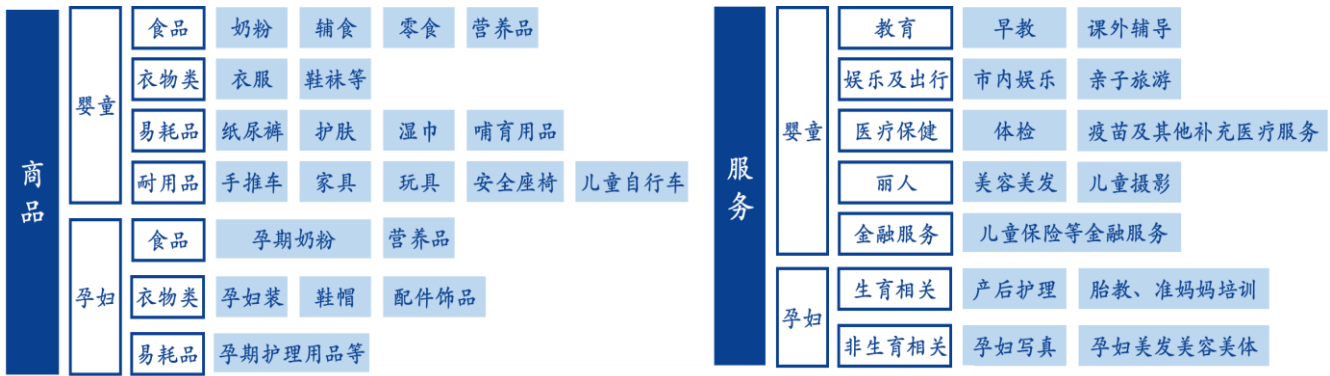 商品
婴童
食品 奶粉 辅食 零食 营养品
衣物类 衣服 鞋袜等
易耗品 纸尿裤 护肤 湿巾 哺育用品
耐用品 手推车 家具 玩具 安全座椅 儿童自行车
孕妇
食品 孕期奶粉 营养品
衣物类 孕妇装 鞋帽 配件饰品
易耗品 孕期护理用品等
服务
婴童
教育 早教 课外辅导
娱乐及出行 市内娱乐 亲子旅游
医疗保健 体检 疫苗及其他补充医疗服务
丽人 美容美发 儿童摄影
金融服务 儿童保险等金融服务
孕妇
生育相关 产后护理 胎教、准妈妈培训
非生育相关 孕妇写真 孕妇美发美容美体